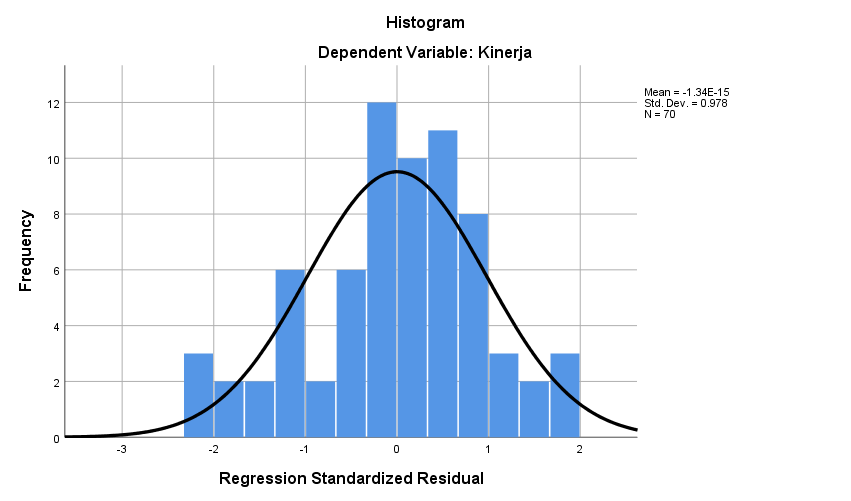 Histogram
Dependent Variable: Kinerja
Mean = -1.34E-15
Std. Dev. = 0.978
N = 70
Frequency
12
10
8
6
4
2
0
-3 -2 -1 0 1 2
Regression Standardized Residual